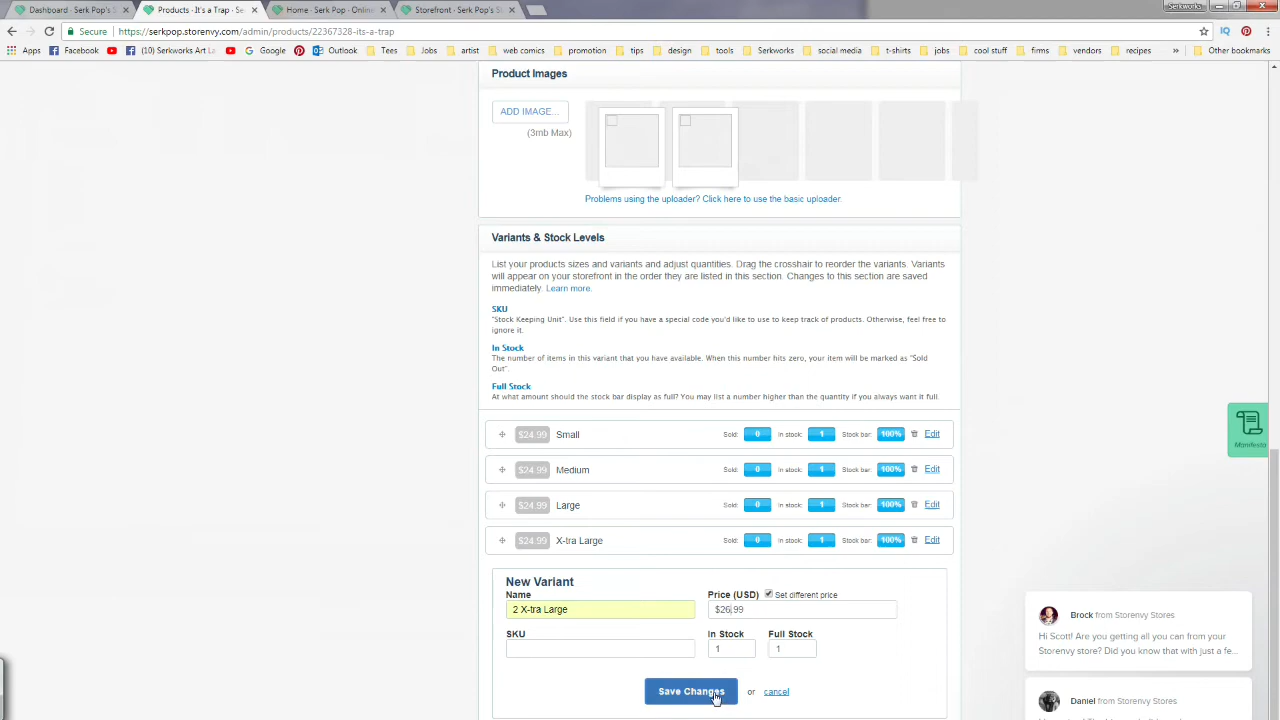 Dashboard - Serk Pop's S
Products - It's a Trap - Se
Home - Serk Pop - Online
Storefront - Serk Pop's St
Serkworks
Secure https://serkpop.storenvy.com/admin/products/22367328-its-a-trap
Apps Facebook (10) Serkworks Art La Google Outlook Tees Jobs artist web comics promotion tips design tools Serkworks social media t-shirts jobs cool stuff firms vendors recipes » Other bookmarks
Product Images
ADD IMAGE...
(3mb Max)
Problems using the uploader? Click here to use the basic uploader.
Variants & Stock Levels
List your products sizes and variants and adjust quantities. Drag the crosshair to reorder the variants. Variants
will appear on your storefront in the order they are listed in this section. Changes to this section are saved
immediately. Learn more.
SKU
"Stock Keeping Unit". Use this field if you have a special code you'd like to use to keep track of products. Otherwise, feel free to
ignore it.
In Stock
The number of items in this variant that you have available. When this number hits zero, your item will be marked as "Sold
Out".
Full Stock
At what amount should the stock bar display as full? You may list a number higher than the quantity if you always want it full.
$24.99 Small Sold: 0 In stock: 1 Stock bar: 100% Edit
$24.99 Medium Sold: 0 In stock: 1 Stock bar: 100% Edit
$24.99 Large Sold: 0 In stock: 1 Stock bar: 100% Edit
$24.99 X-tra Large Sold: 0 In stock: 1 Stock bar: 100% Edit
New Variant
Name Price (USD) Set different price
2 X-tra Large $26.99
SKU In Stock Full Stock
1 1
Save Changes or cancel
Manifesto
Brock from Storenvy Stores
Hi Scott! Are you getting all you can from your
Storenvy store? Did you know that with just a fe...
Daniel from Storenvy Stores